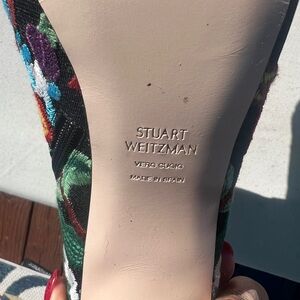 STUART
WEITZMAN
VERO CUOIO
MADE IN SPAIN